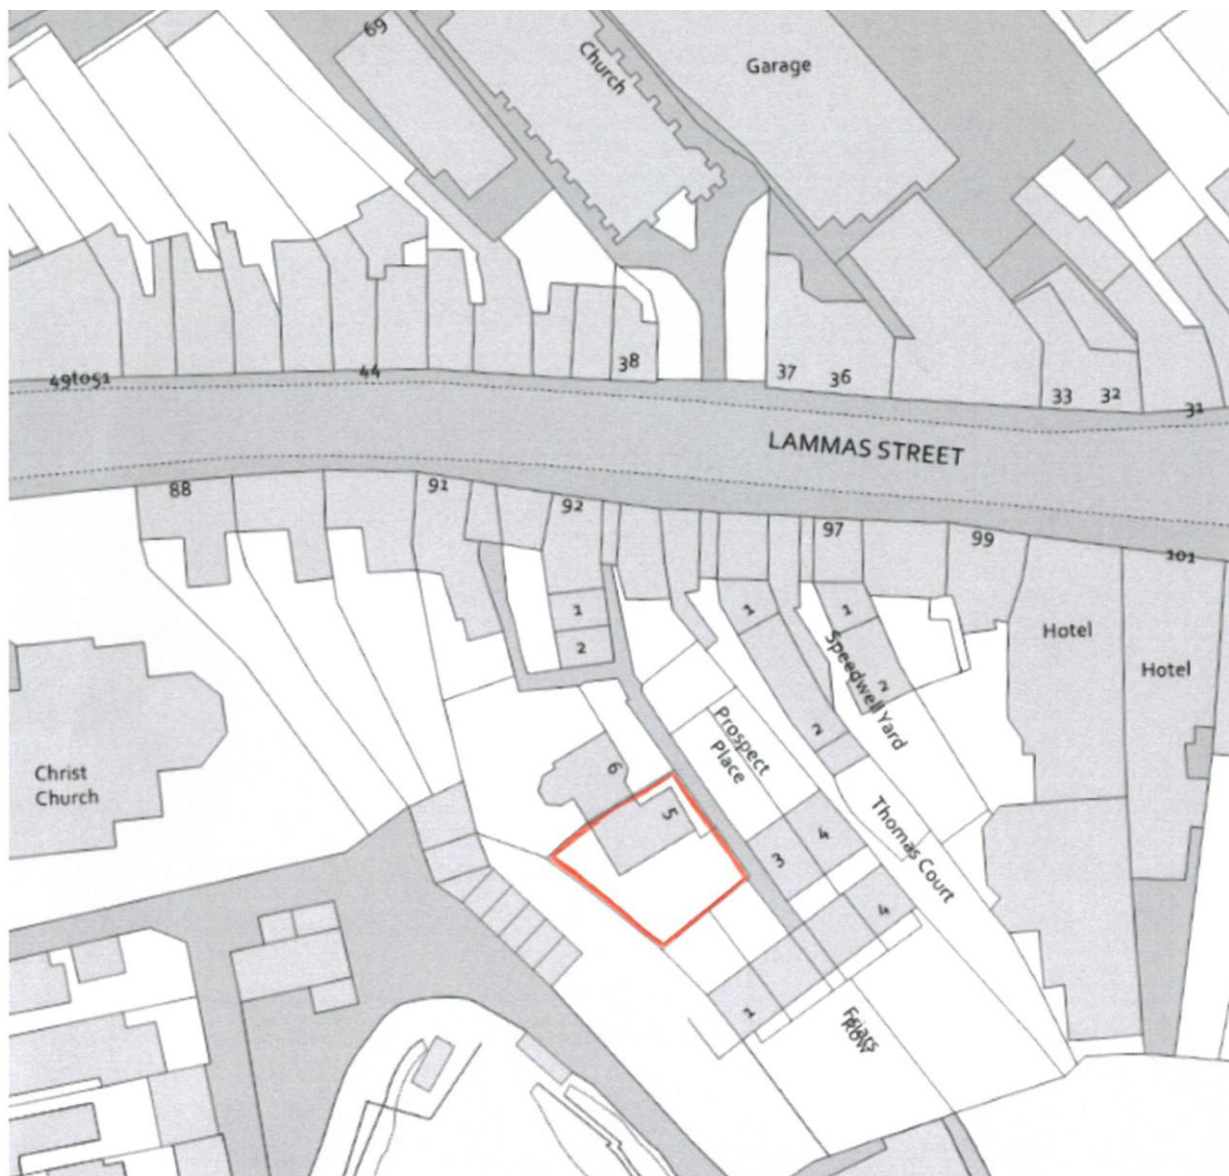 69
Church
Garage
38
37
36
33
32
31
49to51
44
LAMMAS STREET
88
91
92
97
99
101
1
2
1
1
2
2
Speedwell Yard
Hotel
Hotel
Prospect
Place
Christ
Church
6
5
3
4
Thomas Court
4
1
Friars
Row